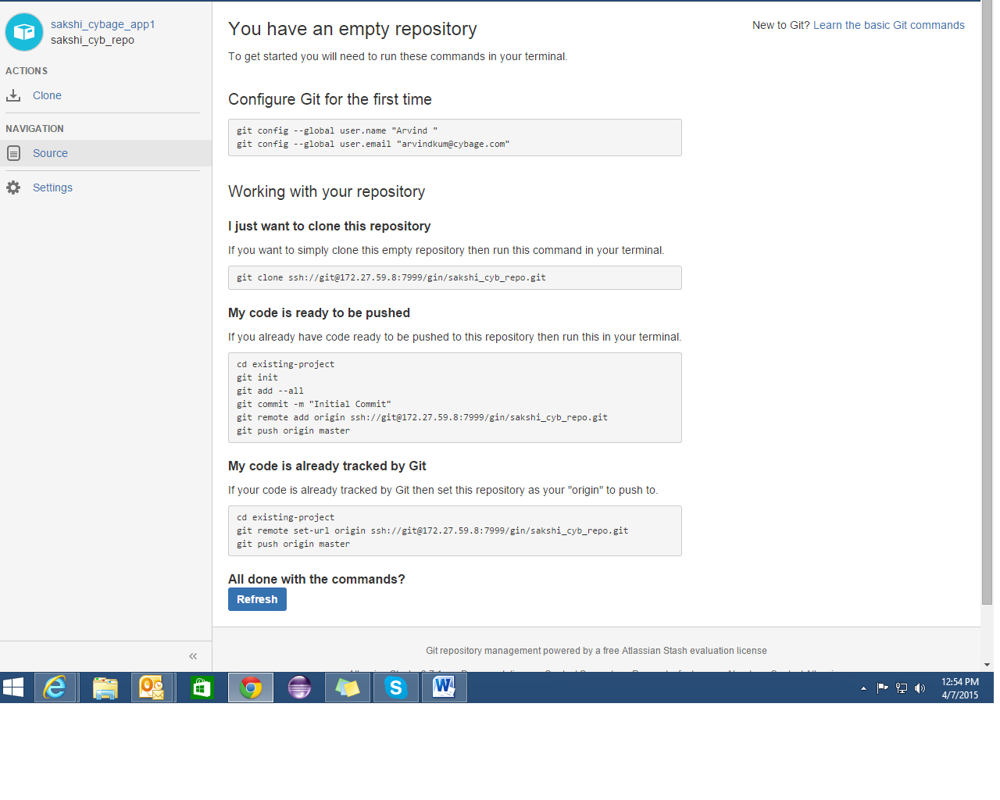 sakshi_cybage_app1
sakshi_cyb_repo
ACTIONS
Clone
NAVIGATION
Source
Settings
You have an empty repository
New to Git? Learn the basic Git commands
To get started you will need to run these commands in your terminal.
Configure Git for the first time
git config --global user.name "Arvind "
git config --global user.email "arvindkum@cybage.com"
Working with your repository
I just want to clone this repository
If you want to simply clone this empty repository then run this command in your terminal.
git clone ssh://git@172.27.59.8:7999/gin/sakshi_cyb_repo.git
My code is ready to be pushed
If you already have code ready to be pushed to this repository then run this in your terminal.
cd existing-project
git init
git add --all
git commit -m "Initial Commit"
git remote add origin ssh://git@172.27.59.8:7999/gin/sakshi_cyb_repo.git
git push origin master
My code is already tracked by Git
If your code is already tracked by Git then set this repository as your "origin" to push to.
cd existing-project
git remote set-url origin ssh://git@172.27.59.8:7999/gin/sakshi_cyb_repo.git
git push origin master
All done with the commands?
Refresh
Git repository management powered by a free Atlassian Stash evaluation license
12:54 PM
4/7/2015